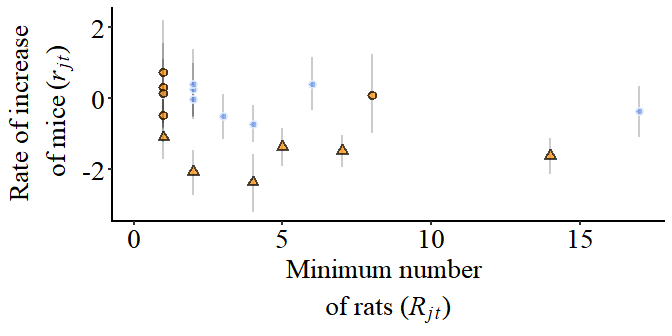 Rate of increase
of mice (r_jt)
2
0
-2
0
5
10
15
Minimum number
of rats (R_jt)